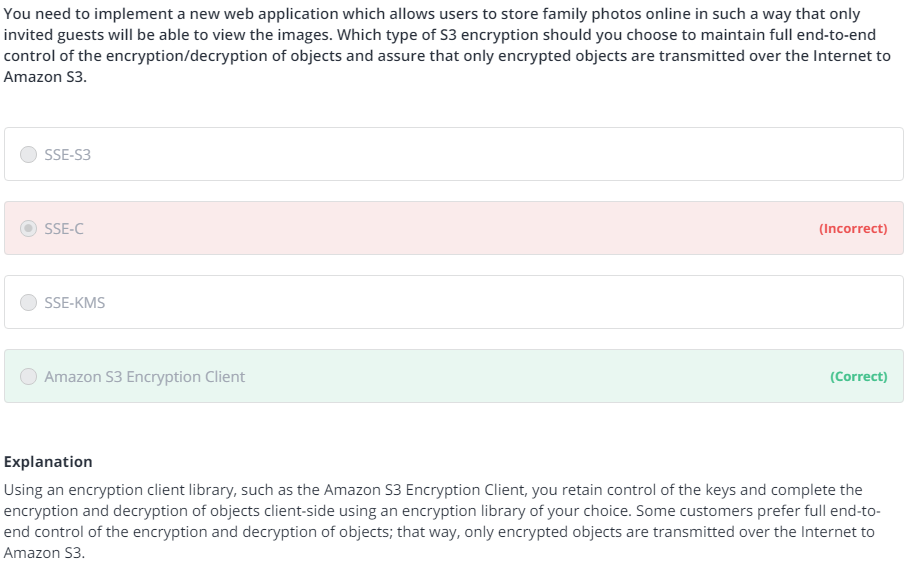 You need to implement a new web application which allows users to store family photos online in such a way that only
invited guests will be able to view the images. Which type of S3 encryption should you choose to maintain full end-to-end
control of the encryption/decryption of objects and assure that only encrypted objects are transmitted over the Internet to
Amazon S3.
SSE-S3
SSE-C (Incorrect)
SSE-KMS
Amazon S3 Encryption Client (Correct)
Explanation
Using an encryption client library, such as the Amazon S3 Encryption Client, you retain control of the keys and complete the
encryption and decryption of objects client-side using an encryption library of your choice. Some customers prefer full end-to-
end control of the encryption and decryption of objects; that way, only encrypted objects are transmitted over the Internet to
Amazon S3.